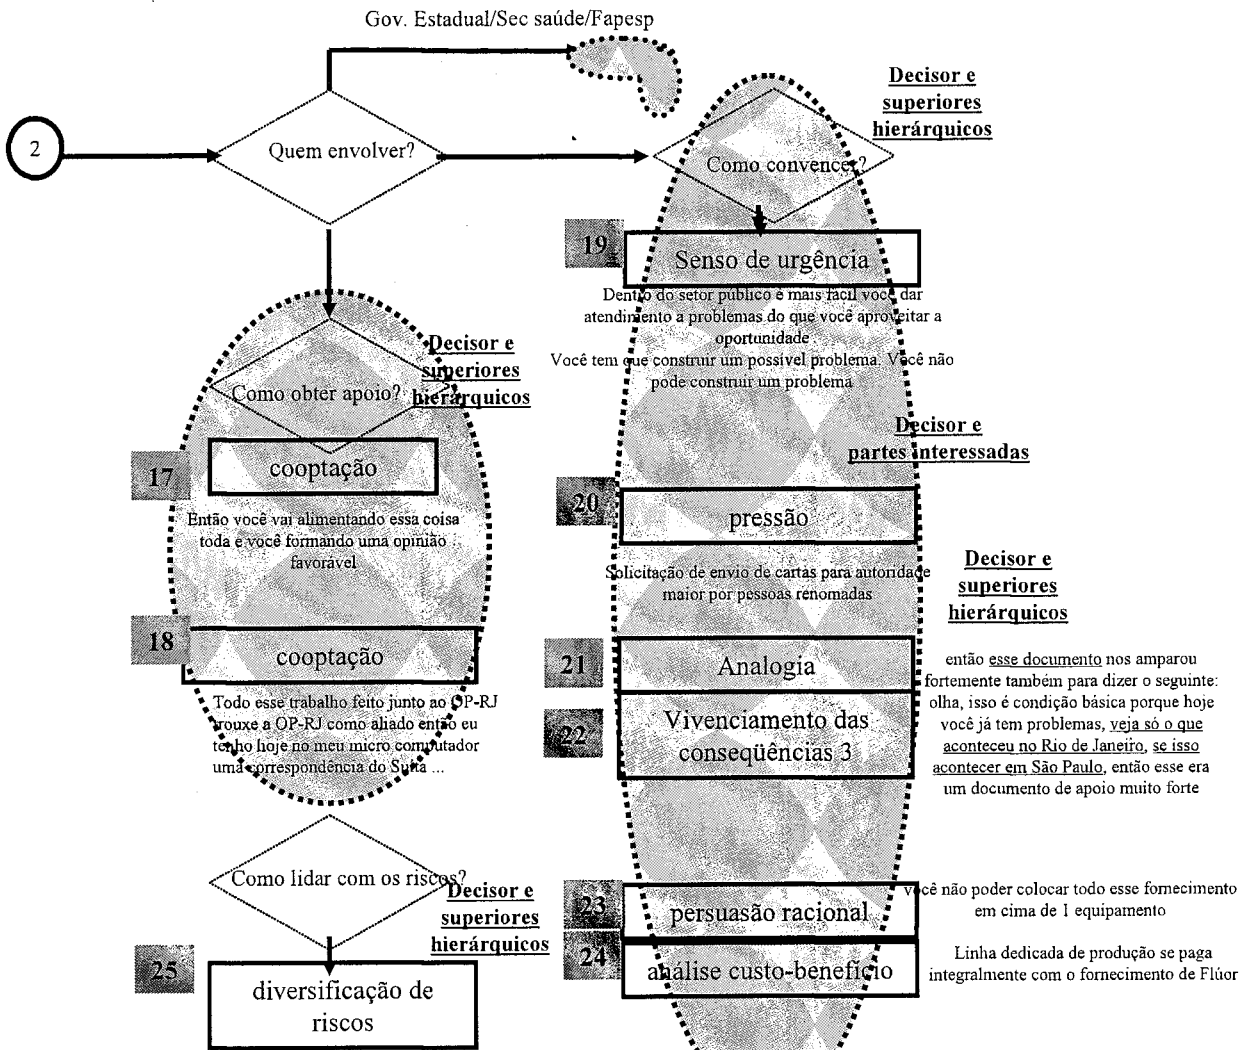 Gov. Estadual/Sec saúde/Fapesp
2
Quem envolver?
Decisor e
superiores
hierárquicos
Como convencer?
19
Senso de urgência
Dentro do setor público é mais fácil você dar
atendimento a problemas do que você aproveitar a
oportunidade
Você tem que construir um possível problema. Você não
pode construir um problema
Decisor e
superiores
hierárquicos
Como obter apoio?
17
cooptação
Então você vai alimentando essa coisa
toda e você formando uma opinião
favorável
18
cooptação
Todo esse trabalho feito junto ao OP-RJ
trouxe a OP-RJ como aliado então eu
tenho hoje no meu micro computador
uma correspondência do ...
Decisor e
partes interessadas
20
pressão
Solicitação de envio de cartas para autoridade
maior por pessoas renomadas
Decisor e
superiores
hierárquicos
21
Analogia
22
Vivenciamento das
conseqüências 3
então esse documento nos amparou
fortemente também para dizer o seguinte:
olha, isso é condição básica porque hoje
você já tem problemas, veja só o que
aconteceu no Rio de Janeiro, se isso
acontecer em São Paulo, então esse era
um documento de apoio muito forte
Como lidar com os riscos?
Decisor e
superiores
hierárquicos
25
diversificação de
riscos
23
persuasão racional
você não poder colocar todo esse fornecimento
em cima de 1 equipamento
24
análise custo-benefício
Linha dedicada de produção se paga
integralmente com o fornecimento de Flúor